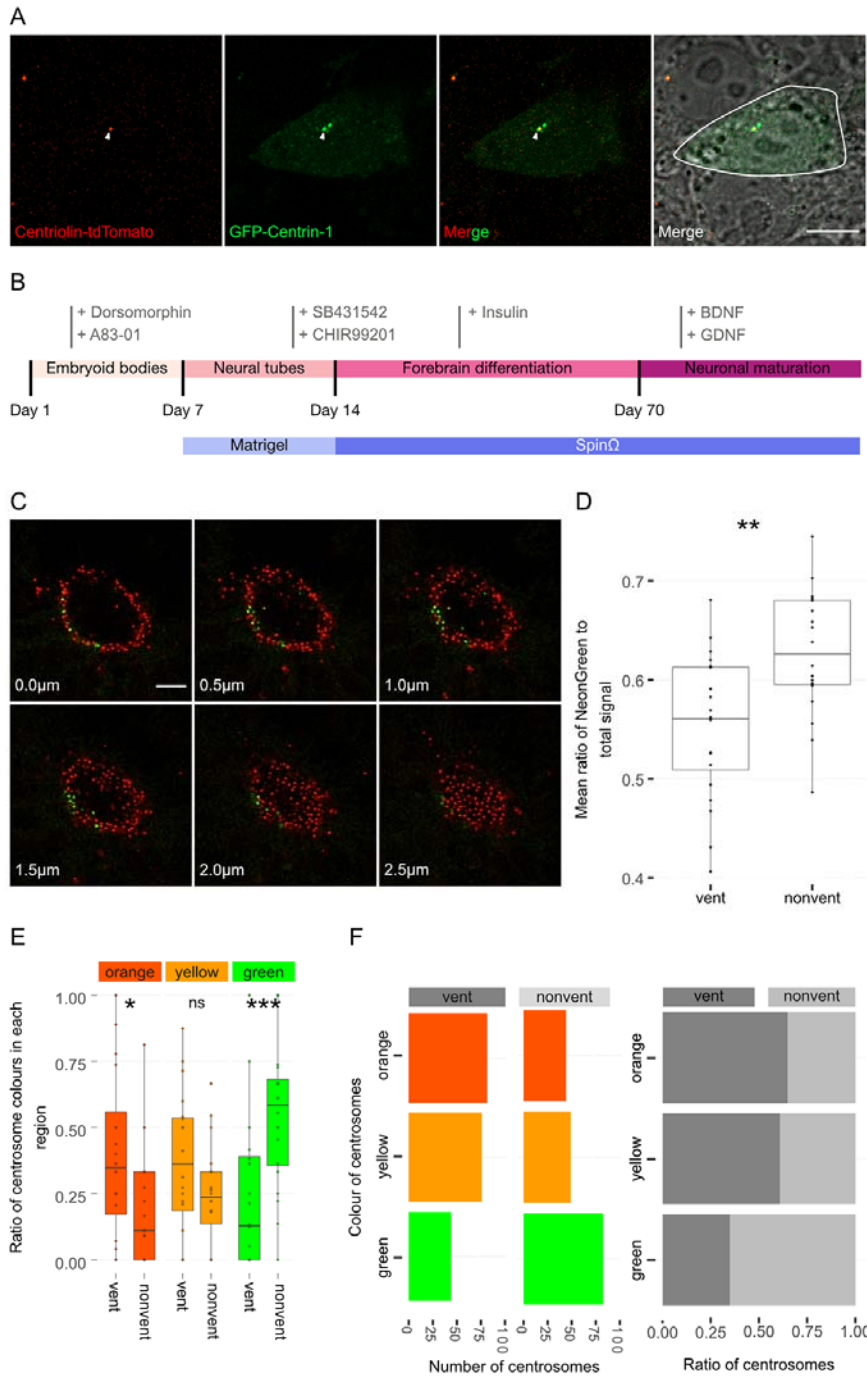 A
Centriolin-tdTomato
GFP-Centrin-1
Merge
Merge
B
+ Dorsomorphin
+ A83-01
+ SB431542
+ CHIR99201
+ Insulin
+ BDNF
+ GDNF
Embryoid bodies
Neural tubes
Forebrain differentiation
Neuronal maturation
Day 1
Day 7
Day 14
Day 70
Matrigel
SpinΩ
C
0.0µm
0.5µm
1.0µm
1.5µm
2.0µm
2.5µm
D
**
Mean ratio of NeonGreen to
total signal
0.7
0.6
0.5
0.4
vent
nonvent
E
orange
yellow
green
*
ns
***
Ratio of centrosome colours in each
region
1.00
0.75
0.50
0.25
0.00
vent
nonvent
vent
nonvent
vent
nonvent
F
vent
nonvent
Colour of centrosomes
orange
yellow
green
0
25
50
75
100
0
25
50
75
100
Number of centrosomes
vent
nonvent
orange
yellow
green
0.00
0.25
0.50
0.75
1.00
Ratio of centrosomes